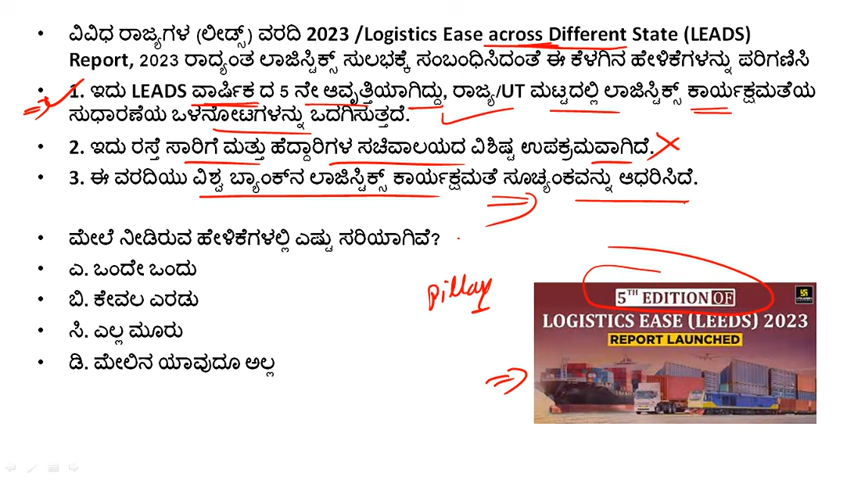 • ವಿವಿಧ ರಾಜ್ಯಗಳ (ಲೀಡ್ಸ್) ವರದಿ 2023 /Logistics Ease across Different State (LEADS)
Report, 2023 ರಾದ್ಯಂತ ಲಾಜಿಸ್ಟಿಕ್ಸ್ ಸುಲಭಕ್ಕೆ ಸಂಬಂಧಿಸಿದಂತೆ ಈ ಕೆಳಗಿನ ಹೇಳಿಕೆಗಳನ್ನು ಪರಿಗಣಿಸಿ
• 1. ಇದು LEADS ವಾರ್ಷಿಕ ದ 5 ನೇ ಆವೃತ್ತಿಯಾಗಿದ್ದು, ರಾಜ್ಯ/UT ಮಟ್ಟದಲ್ಲಿ ಲಾಜಿಸ್ಟಿಕ್ಸ್ ಕಾರ್ಯಕ್ಷಮತೆಯ
ಸುಧಾರಣೆಯ ಒಳನೋಟಗಳನ್ನು ಒದಗಿಸುತ್ತದೆ.
• 2. ಇದು ರಸ್ತೆ ಸಾರಿಗೆ ಮತ್ತು ಹೆದ್ದಾರಿಗಳ ಸಚಿವಾಲಯದ ವಿಶಿಷ್ಟ ಉಪಕ್ರಮವಾಗಿದೆ.
• 3. ಈ ವರದಿಯು ವಿಶ್ವ ಬ್ಯಾಂಕ್‌ನ ಲಾಜಿಸ್ಟಿಕ್ಸ್ ಕಾರ್ಯಕ್ಷಮತೆ ಸೂಚ್ಯಂಕವನ್ನು ಆಧರಿಸಿದೆ.
• ಮೇಲೆ ನೀಡಿರುವ ಹೇಳಿಕೆಗಳಲ್ಲಿ ಎಷ್ಟು ಸರಿಯಾಗಿವೆ?
• ಎ. ಒಂದೇ ಒಂದು
• ಬಿ. ಕೇವಲ ಎರಡು
• ಸಿ. ಎಲ್ಲ ಮೂರು
• ಡಿ. ಮೇಲಿನ ಯಾವುದೂ ಅಲ್ಲ
Pillay
5TH EDITION OF
LOGISTICS EASE (LEEDS) 2023
REPORT LAUNCHED